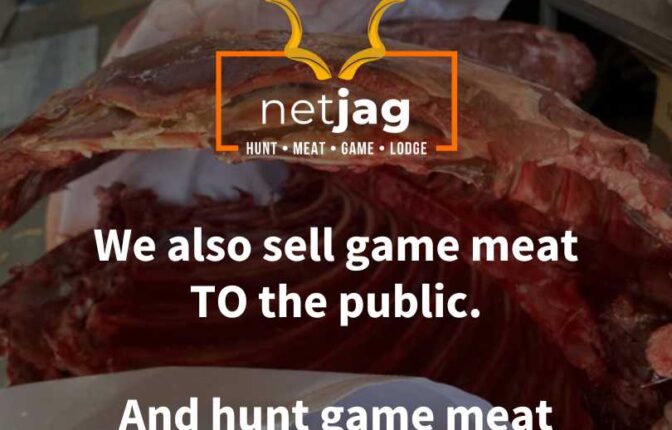 netjag
HUNT • MEAT • GAME • LODGE
We also sell game meat
TO the public.
And hunt game meat